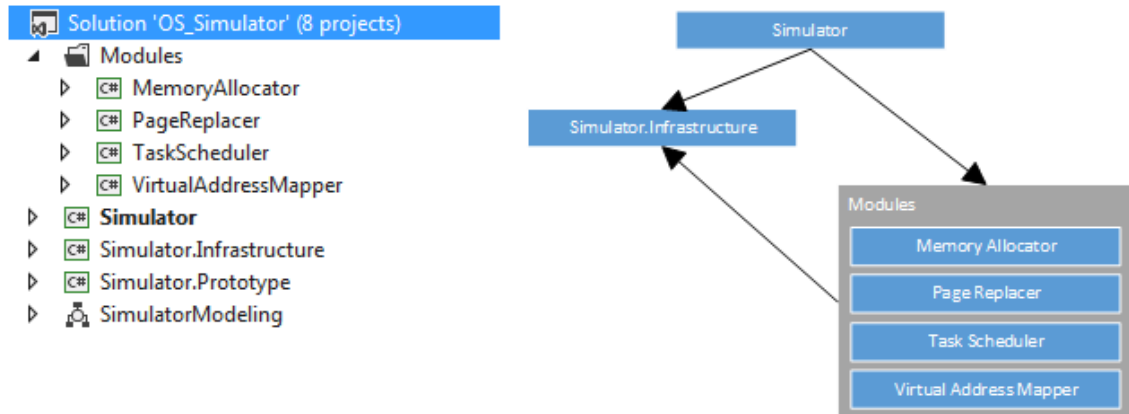 Solution 'OS_Simulator' (8 projects)
Modules
C# MemoryAllocator
C# PageReplacer
C# TaskScheduler
C# VirtualAddressMapper
C# Simulator
C# Simulator.Infrastructure
C# Simulator.Prototype
SimulatorModeling
Simulator
Simulator.Infrastructure
Modules
Memory Allocator
Page Replacer
Task Scheduler
Virtual Address Mapper